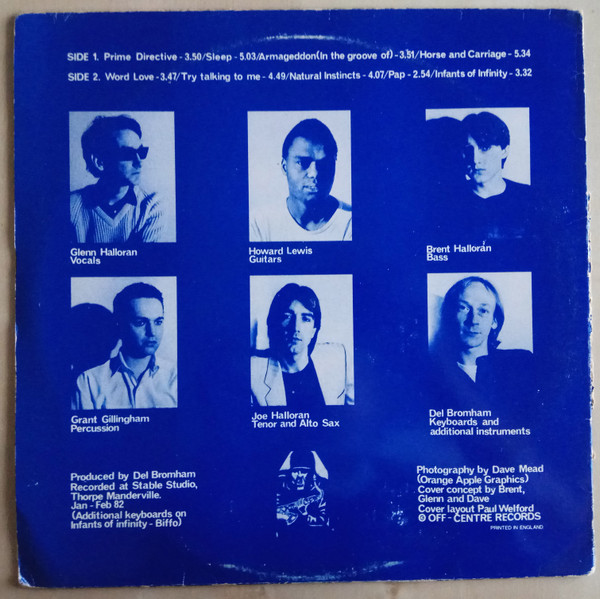 SIDE 1. Prime Directive - 3.50/Sleep - 5.03/Armageddon(In the groove of) - 3.51/Horse and Carriage - 5.34
SIDE 2. Word Love - 3.47/Try talking to me - 4.49/Natural Instincts - 4.07/Pap - 2.54/Infants of Infinity - 3.32
Glenn Halloran
Vocals
Howard Lewis
Guitars
Brent Halloran
Bass
Grant Gillingham
Percussion
Joe Halloran
Tenor and Alto Sax
Del Bromham
Keyboards and
additional instruments
Produced by Del Bromham
Recorded at Stable Studio,
Thorpe Manderville.
Jan - Feb 82
(Additional keyboards on
Infants of infinity - Biffo)
Photography by Dave Mead
(Orange Apple Graphics)
Cover concept by Brent,
Glenn and Dave
Cover layout Paul Welford
© OFF - CENTRE RECORDS
PRINTED IN ENGLAND